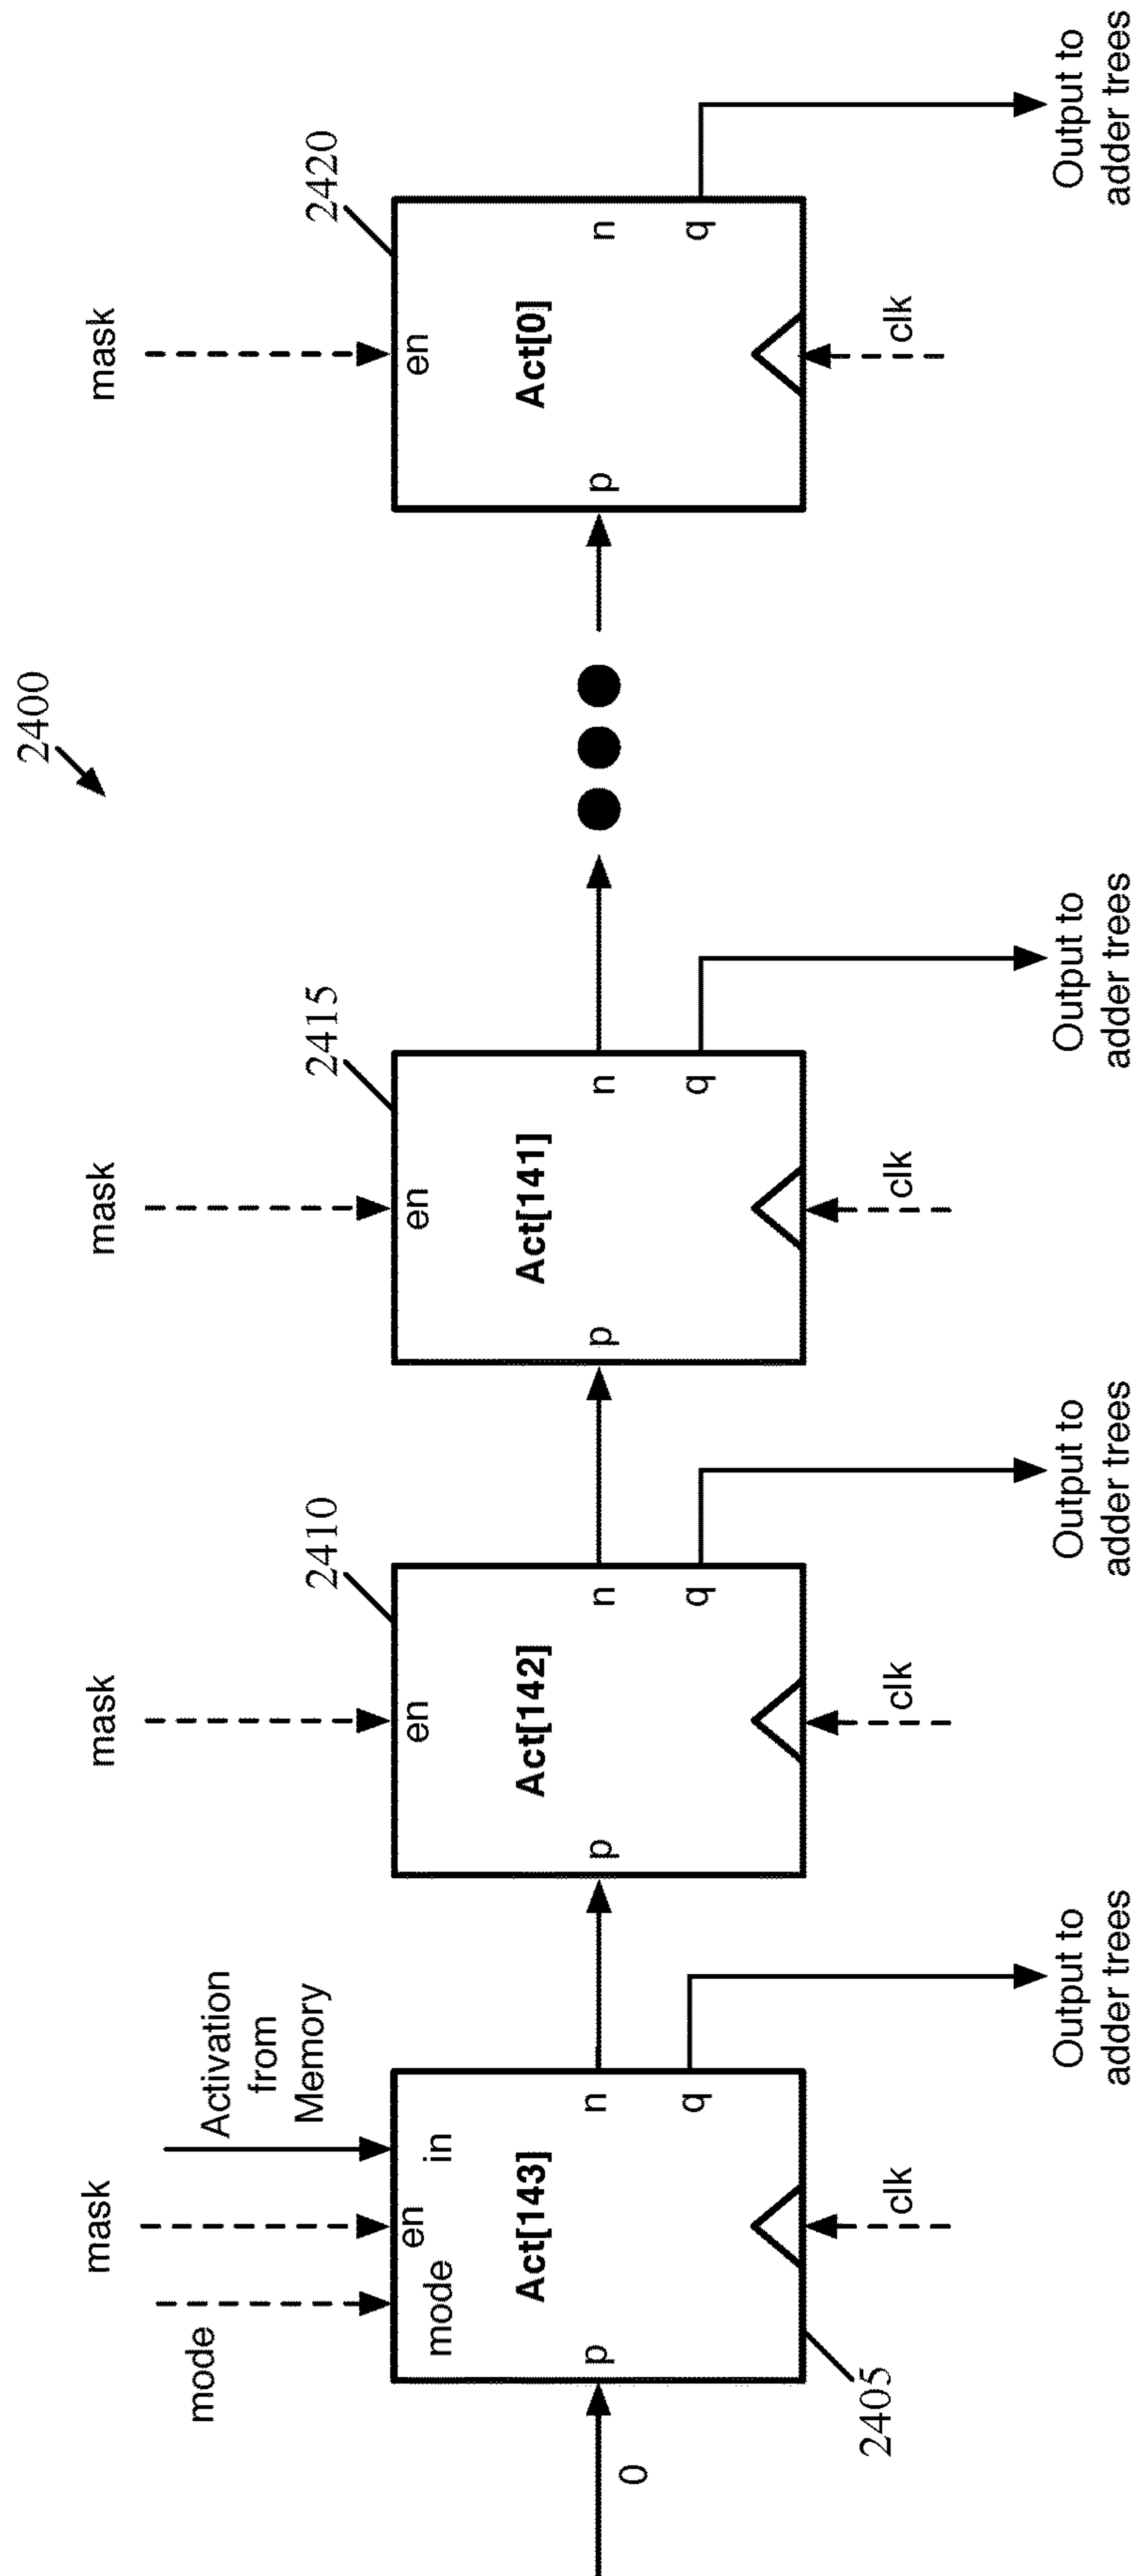 2400
mode
mask
Activation
from
Memory
mask
mask
mask
2410
2415
2420
mode
en
in
en
en
en
Act[143]
Act[142]
Act[141]
Act[0]
0
p
n
p
n
p
n
p
n
q
q
q
q
2405
clk
clk
clk
clk
Output to
adder trees
Output to
adder trees
Output to
adder trees
Output to
adder trees